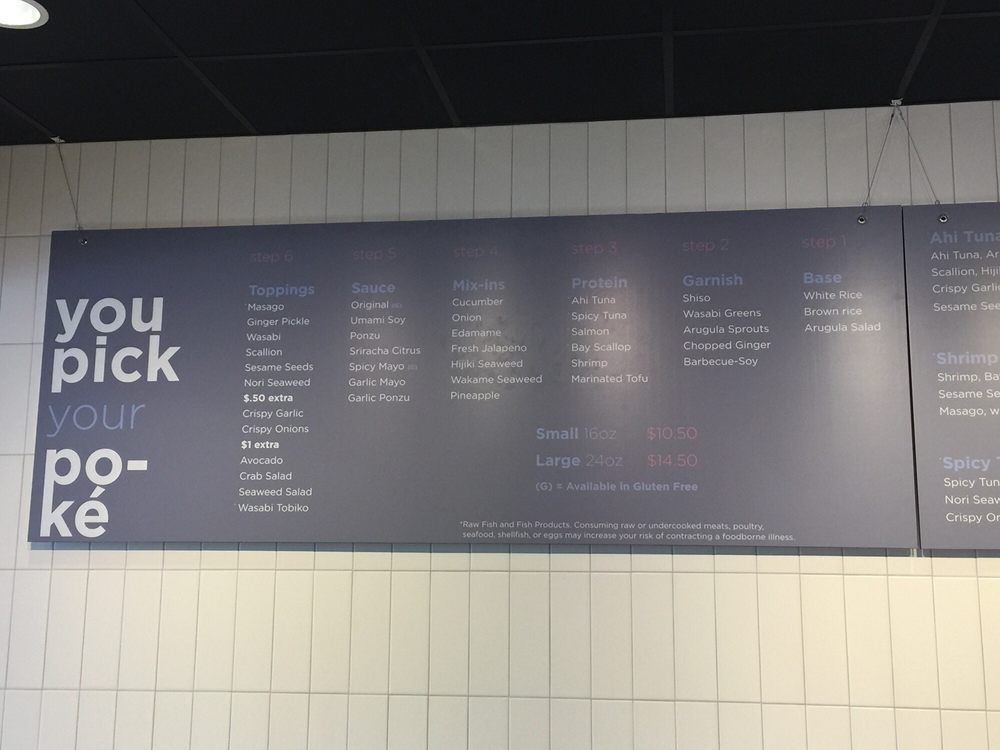 you
pick
your
po-
ké
step 6
Toppings
*Masago
Ginger Pickle
Wasabi
Scallion
Sesame Seeds
Nori Seaweed
$.50 extra
Crispy Garlic
Crispy Onions
$1 extra
Avocado
Crab Salad
Seaweed Salad
*Wasabi Tobiko
step 5
Sauce
Original (G)
Umami Soy
Ponzu
Sriracha Citrus
Spicy Mayo (G)
Garlic Mayo
Garlic Ponzu
step 4
Mix-ins
Cucumber
Onion
Edamame
Fresh Jalapeno
Hijiki Seaweed
Wakame Seaweed
Pineapple
step 3
Protein
Ahi Tuna
Spicy Tuna
Salmon
Bay Scallop
Shrimp
Marinated Tofu
step 2
Garnish
Shiso
Wasabi Greens
Arugula Sprouts
Chopped Ginger
Barbecue-Soy
step 1
Base
White Rice
Brown rice
Arugula Salad
Small 16oz $10.50
Large 24oz $14.50
(G) = Available in Gluten Free
*Raw Fish and Fish Products. Consuming raw or undercooked meats, poultry,
seafood, shellfish, or eggs may increase your risk of contracting a foodborne illness.
Ahi Tuna
Ahi Tuna, Ar
Scallion, Hiji
Crispy Garli
Sesame See
*Shrimp
Shrimp, Ba
Sesame Se
Masago, w
*Spicy T
Spicy Tun
Nori Seaw
Crispy On